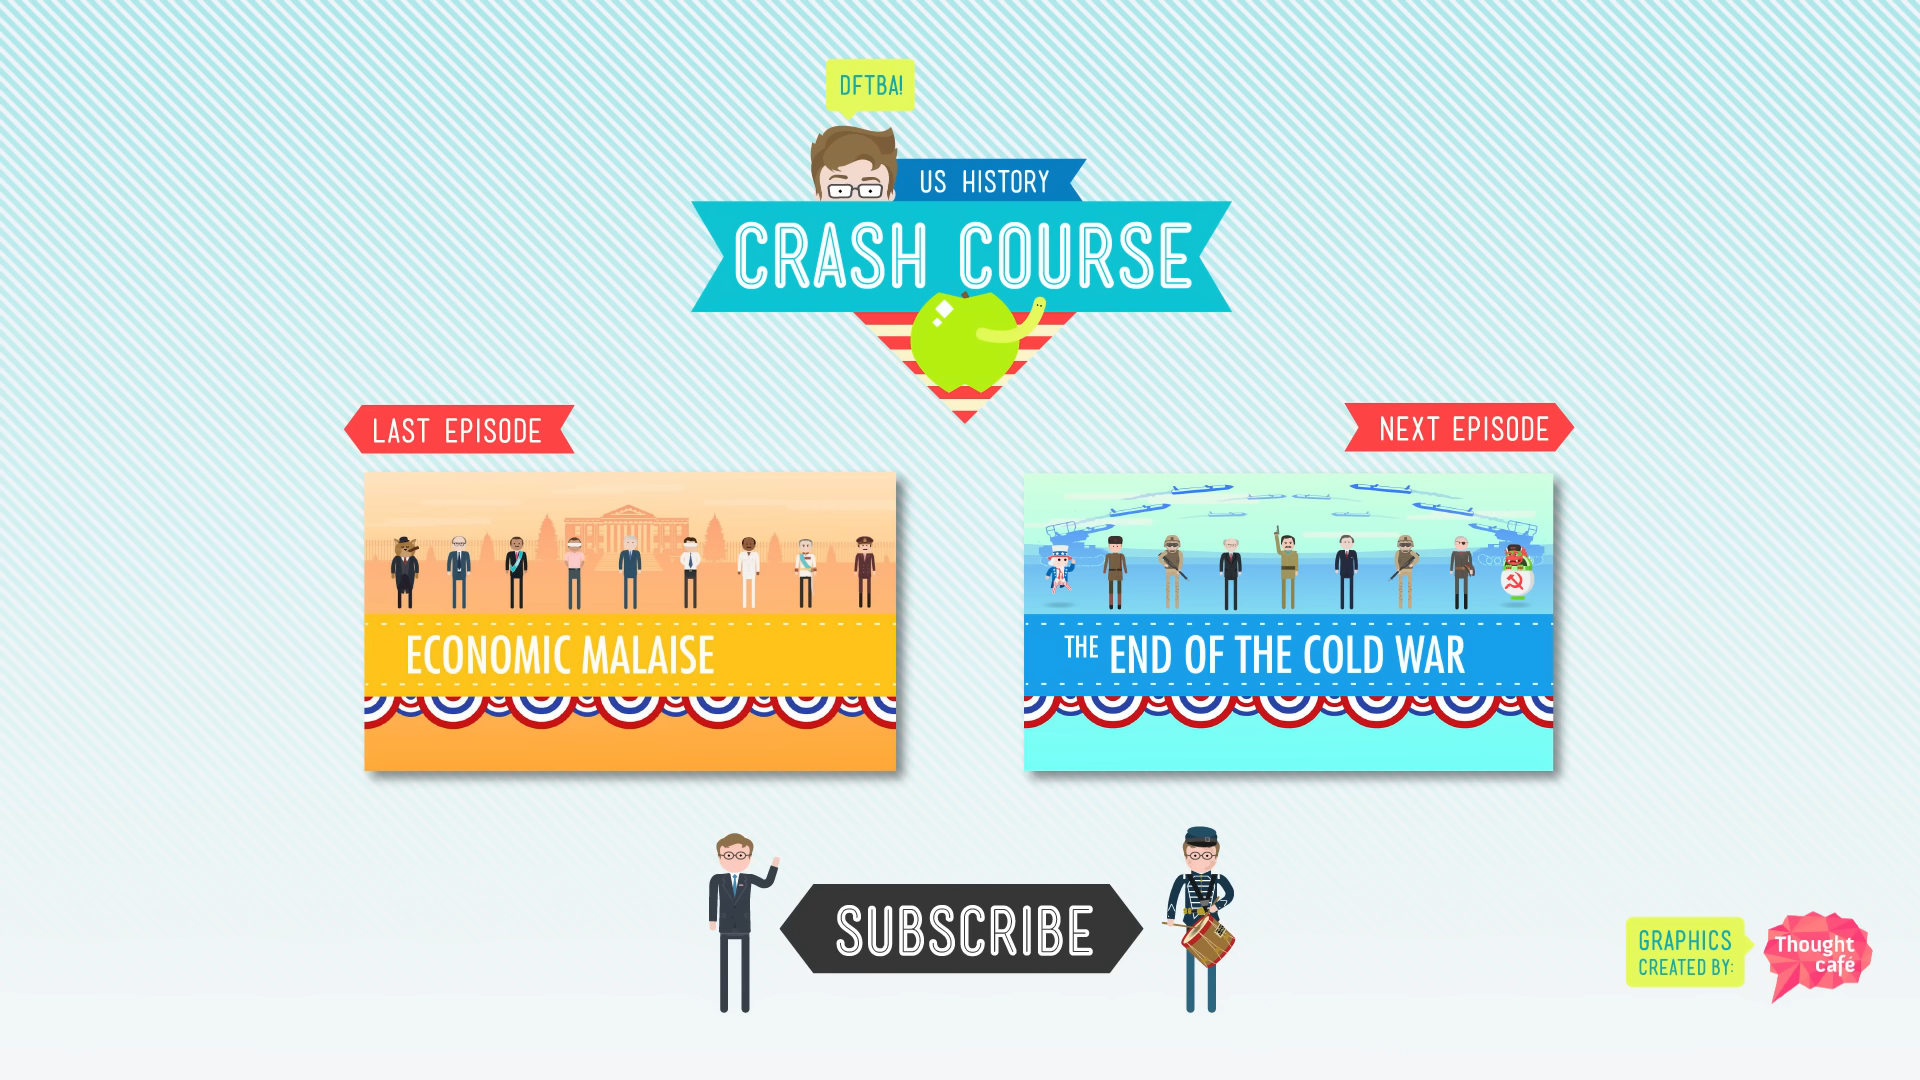 DFTBA!
US HISTORY
CRASH COURSE
LAST EPISODE
NEXT EPISODE
ECONOMIC MALAISE
THE END OF THE COLD WAR
SUBSCRIBE
GRAPHICS
CREATED BY:
Thought
café